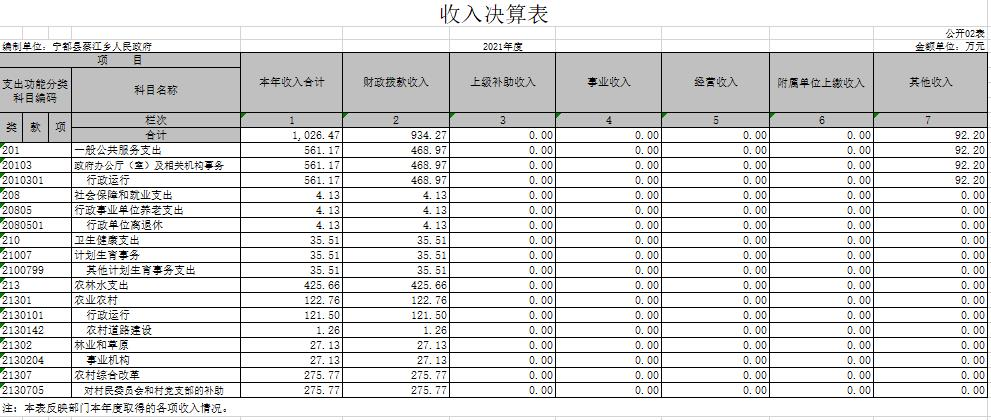 收入决算表
公开02表
编制单位：宁都县蔡江乡人民政府 2021年度 金额单位：万元
项 目 本年收入合计 财政拨款收入 上级补助收入 事业收入 经营收入 附属单位上缴收入 其他收入
支出功能分类科目编码 科目名称
类 款 项 栏次 1 2 3 4 5 6 7
合计 1,026.47 934.27 0.00 0.00 0.00 0.00 92.20
201 一般公共服务支出 561.17 468.97 0.00 0.00 0.00 0.00 92.20
20103 政府办公厅（室）及相关机构事务 561.17 468.97 0.00 0.00 0.00 0.00 92.20
2010301 行政运行 561.17 468.97 0.00 0.00 0.00 0.00 92.20
208 社会保障和就业支出 4.13 4.13 0.00 0.00 0.00 0.00 0.00
20805 行政事业单位养老支出 4.13 4.13 0.00 0.00 0.00 0.00 0.00
2080501 行政单位离退休 4.13 4.13 0.00 0.00 0.00 0.00 0.00
210 卫生健康支出 35.51 35.51 0.00 0.00 0.00 0.00 0.00
21007 计划生育事务 35.51 35.51 0.00 0.00 0.00 0.00 0.00
2100799 其他计划生育事务支出 35.51 35.51 0.00 0.00 0.00 0.00 0.00
213 农林水支出 425.66 425.66 0.00 0.00 0.00 0.00 0.00
21301 农业农村 122.76 122.76 0.00 0.00 0.00 0.00 0.00
2130101 行政运行 121.50 121.50 0.00 0.00 0.00 0.00 0.00
2130142 农村道路建设 1.26 1.26 0.00 0.00 0.00 0.00 0.00
21302 林业和草原 27.13 27.13 0.00 0.00 0.00 0.00 0.00
2130204 事业机构 27.13 27.13 0.00 0.00 0.00 0.00 0.00
21307 农村综合改革 275.77 275.77 0.00 0.00 0.00 0.00 0.00
2130705 对村民委员会和村党支部的补助 275.77 275.77 0.00 0.00 0.00 0.00 0.00
注：本表反映部门本年度取得的各项收入情况。